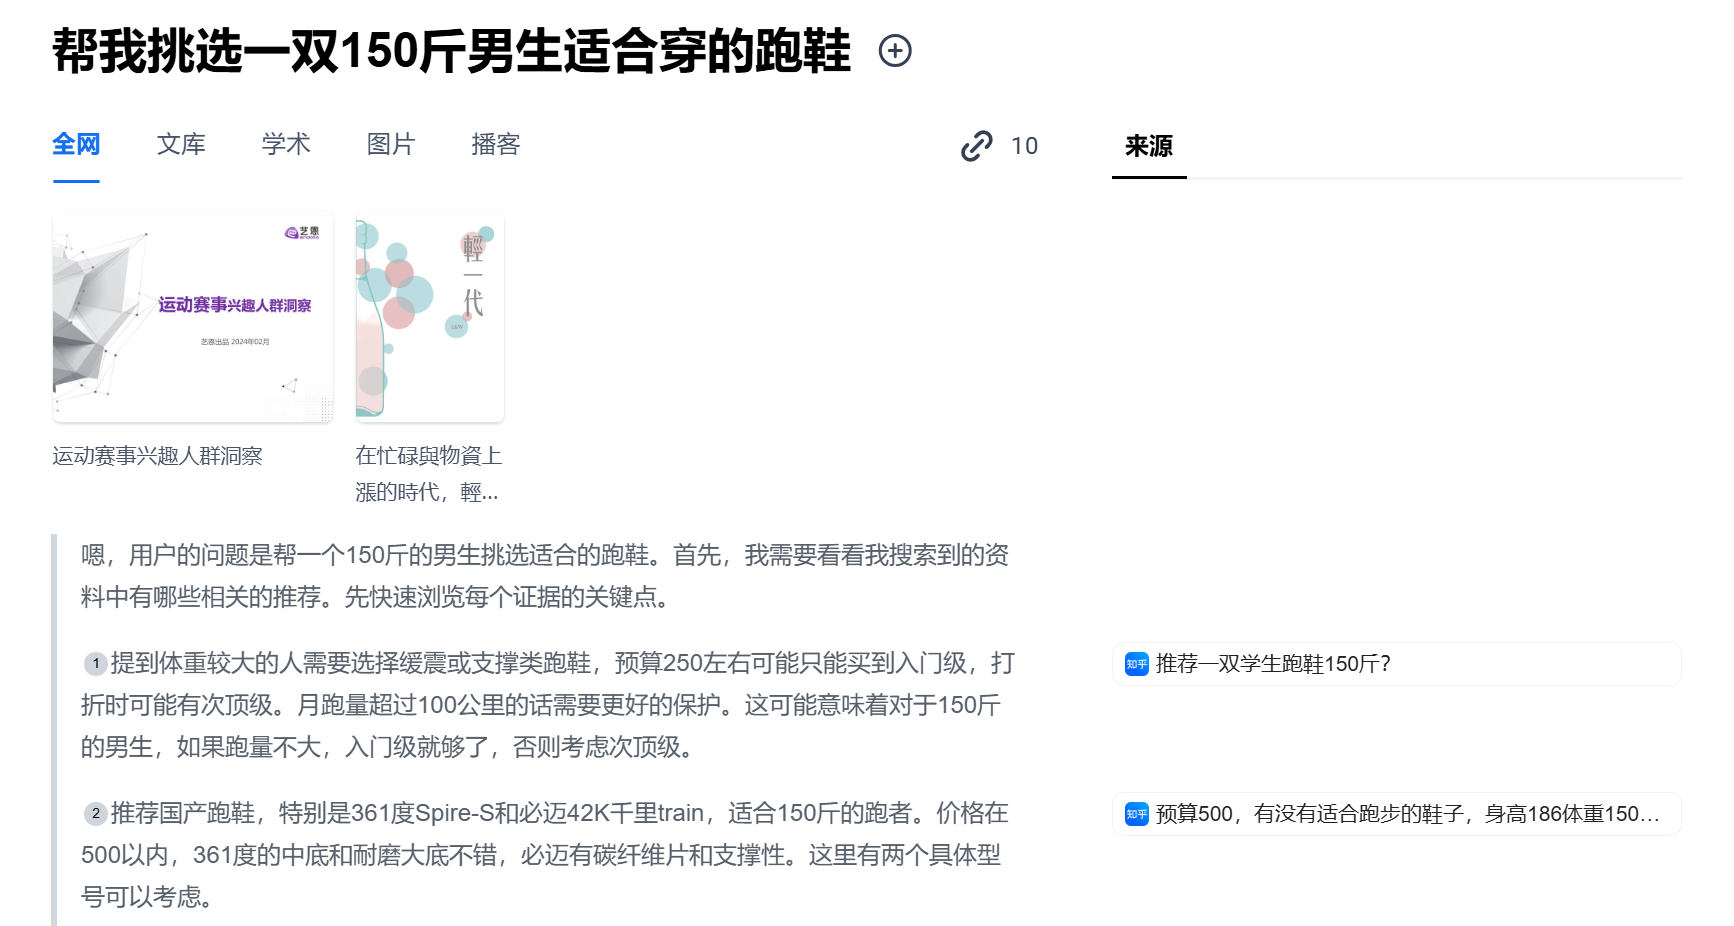 帮我挑选一双150斤男生适合穿的跑鞋
全网 文库 学术 图片 播客 10 来源
艺恩
运动赛事兴趣人群洞察
艺恩出品 2024年02月
輕一代
运动赛事兴趣人群洞察
在忙碌與物資上
漲的時代，輕...
嗯，用户的问题是帮一个150斤的男生挑选适合的跑鞋。首先，我需要看看我搜索到的资
料中有哪些相关的推荐。先快速浏览每个证据的关键点。
1 提到体重较大的人需要选择缓震或支撑类跑鞋，预算250左右可能只能买到入门级，打
折时可能有次顶级。月跑量超过100公里的话需要更好的保护。这可能意味着对于150斤
的男生，如果跑量不大，入门级就够了，否则考虑次顶级。
知乎 推荐一双学生跑鞋150斤？
2 推荐国产跑鞋，特别是361度Spire-S和必迈42K千里train，适合150斤的跑者。价格在
500以内，361度的中底和耐磨大底不错，必迈有碳纤维片和支撑性。这里有两个具体型
号可以考虑。
知乎 预算500，有没有适合跑步的鞋子，身高186体重150...